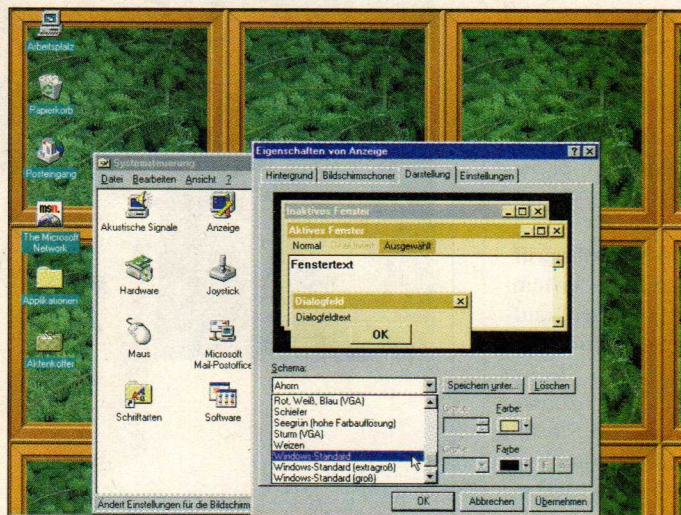 Arbeitsplatz
Papierkorb
Posteingang
msn.
The Microsoft
Network
Applikationen
Aktenkoffer
Systemsteuerung
Datei Bearbeiten Ansicht ?
Akustische Signale
Anzeige
Hardware
Joystick
Maus
Microsoft
Mail-Postoffice
Schriftarten
Software
Ändert Einstellungen für die Bildschirm
Eigenschaften von Anzeige
Hintergrund Bildschirmschoner Darstellung Einstellungen
Inaktives Fenster
Aktives Fenster
Normal Deaktiviert Ausgewählt
Fenstertext
Dialogfeld
Dialogfeldtext
OK
Schema:
Ahorn
Speichern unter... Löschen
Rot, Weiß, Blau (VGA)
Schiefer
Seegrün (hohe Farbauflösung)
Sturm (VGA)
Weizen
Windows-Standard
Windows-Standard (extragroß)
Windows-Standard (groß)
Größe: Farbe:
Größe: Farbe
OK Abbrechen Übernehmen